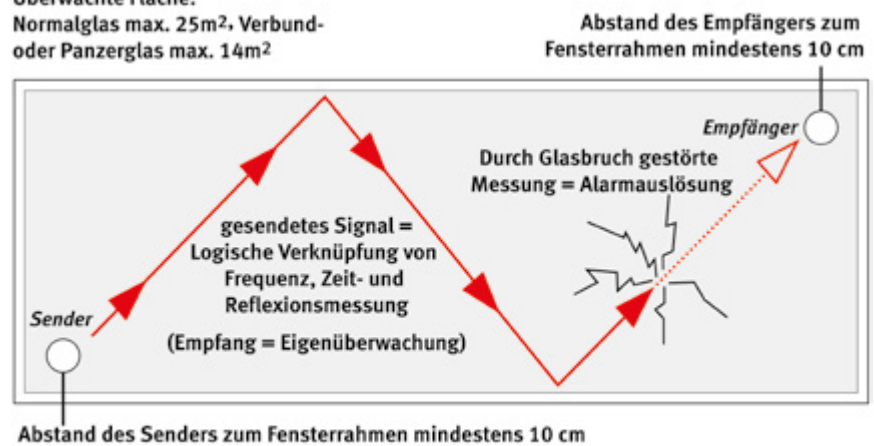 Überwachte Fläche:
Normalglas max. 25m², Verbund-
oder Panzerglas max. 14m²
Abstand des Empfängers zum
Fensterrahmen mindestens 10 cm
Empfänger
Durch Glasbruch gestörte
Messung = Alarmauslösung
gesendetes Signal =
Logische Verknüpfung von
Frequenz, Zeit- und
Reflexionsmessung
(Empfang = Eigenüberwachung)
Sender
Abstand des Senders zum Fensterrahmen mindestens 10 cm